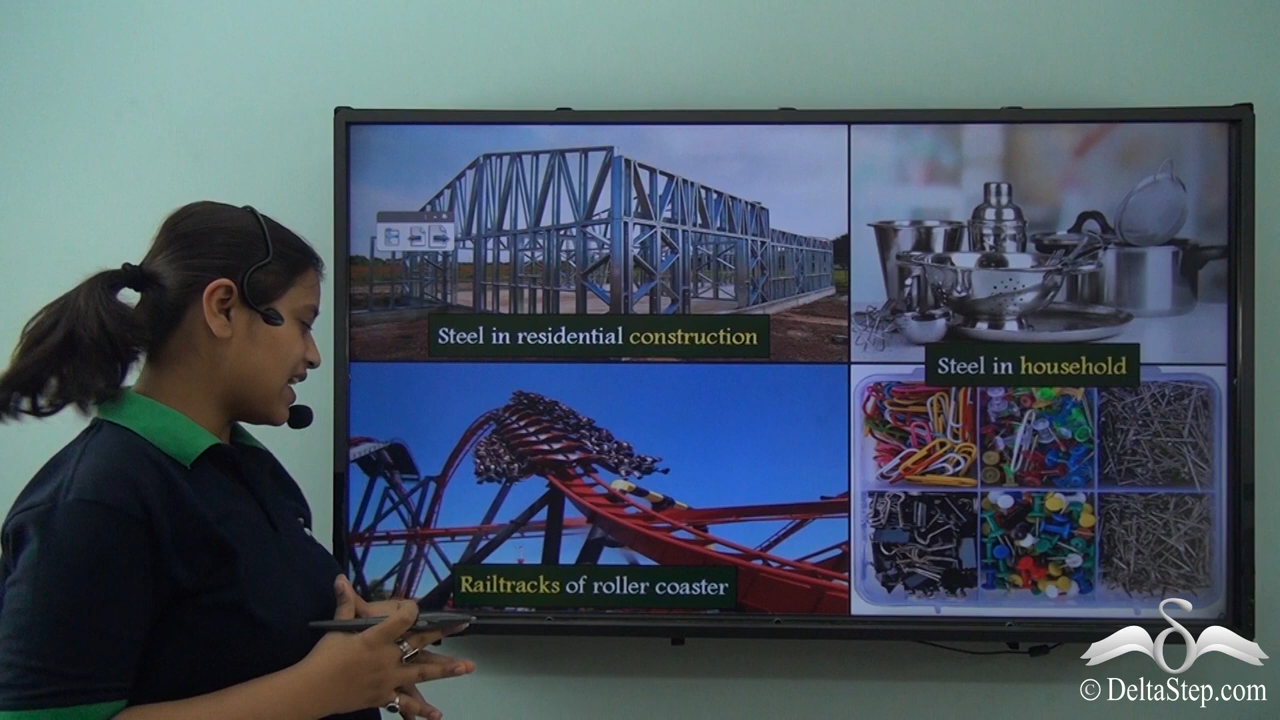 Steel in residential construction
Steel in household
Railtracks of roller coaster
© DeltaStep.com